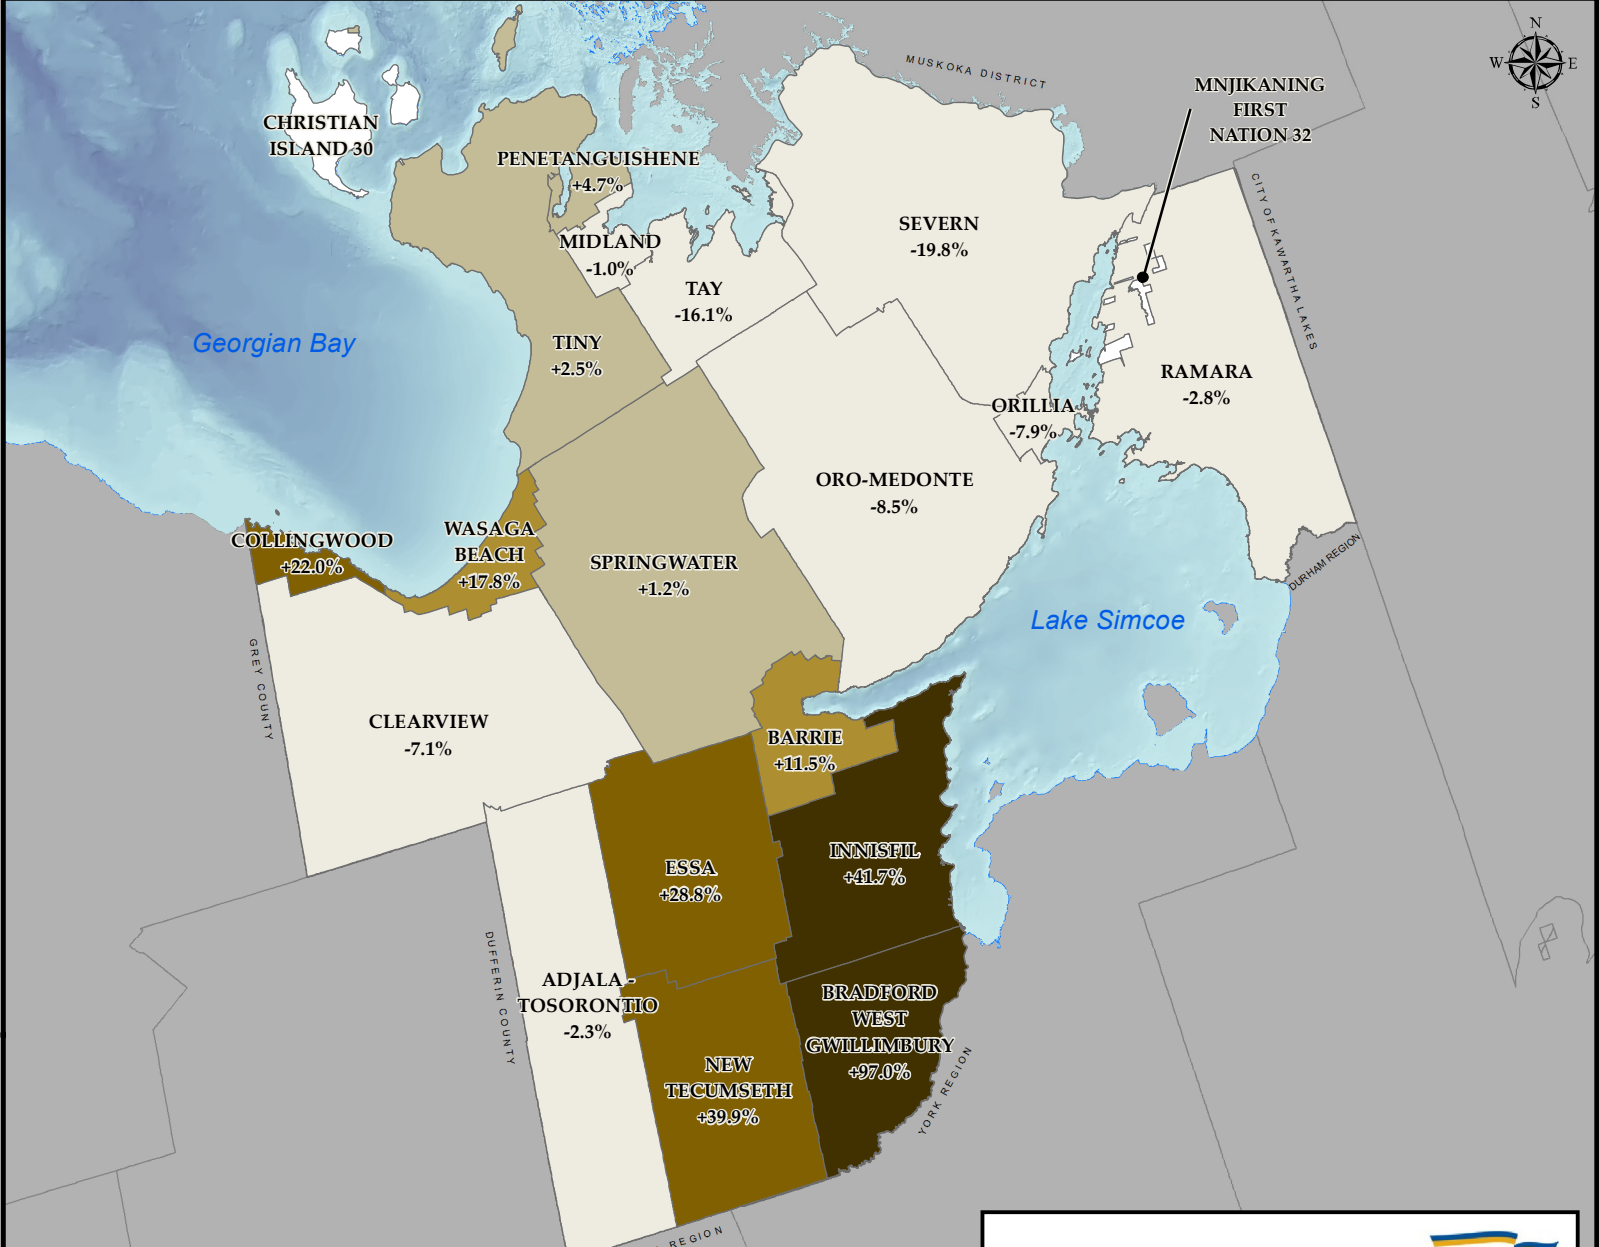 N
W E
S
MUSKOKA DISTRICT
MNJIKANING
FIRST
NATION 32
CHRISTIAN
ISLAND 30
PENETANGUISHENE
+4.7%
CITY OF KAWARTHA LAKES
SEVERN
-19.8%
MIDLAND
-1.0%
TAY
-16.1%
Georgian Bay
TINY
+2.5%
RAMARA
-2.8%
ORILLIA
-7.9%
ORO-MEDONTE
-8.5%
WASAGA
BEACH
+17.8%
COLLINGWOOD
+22.0%
SPRINGWATER
+1.2%
DURHAM REGION
Lake Simcoe
GREY COUNTY
CLEARVIEW
-7.1%
BARRIE
+11.5%
INNISFIL
+41.7%
ESSA
+28.8%
DUFFERIN COUNTY
ADJALA -
TOSORONTIO
-2.3%
BRADFORD
WEST
GWILLIMBURY
+97.0%
NEW
TECUMSETH
+39.9%
YORK REGION
REGION